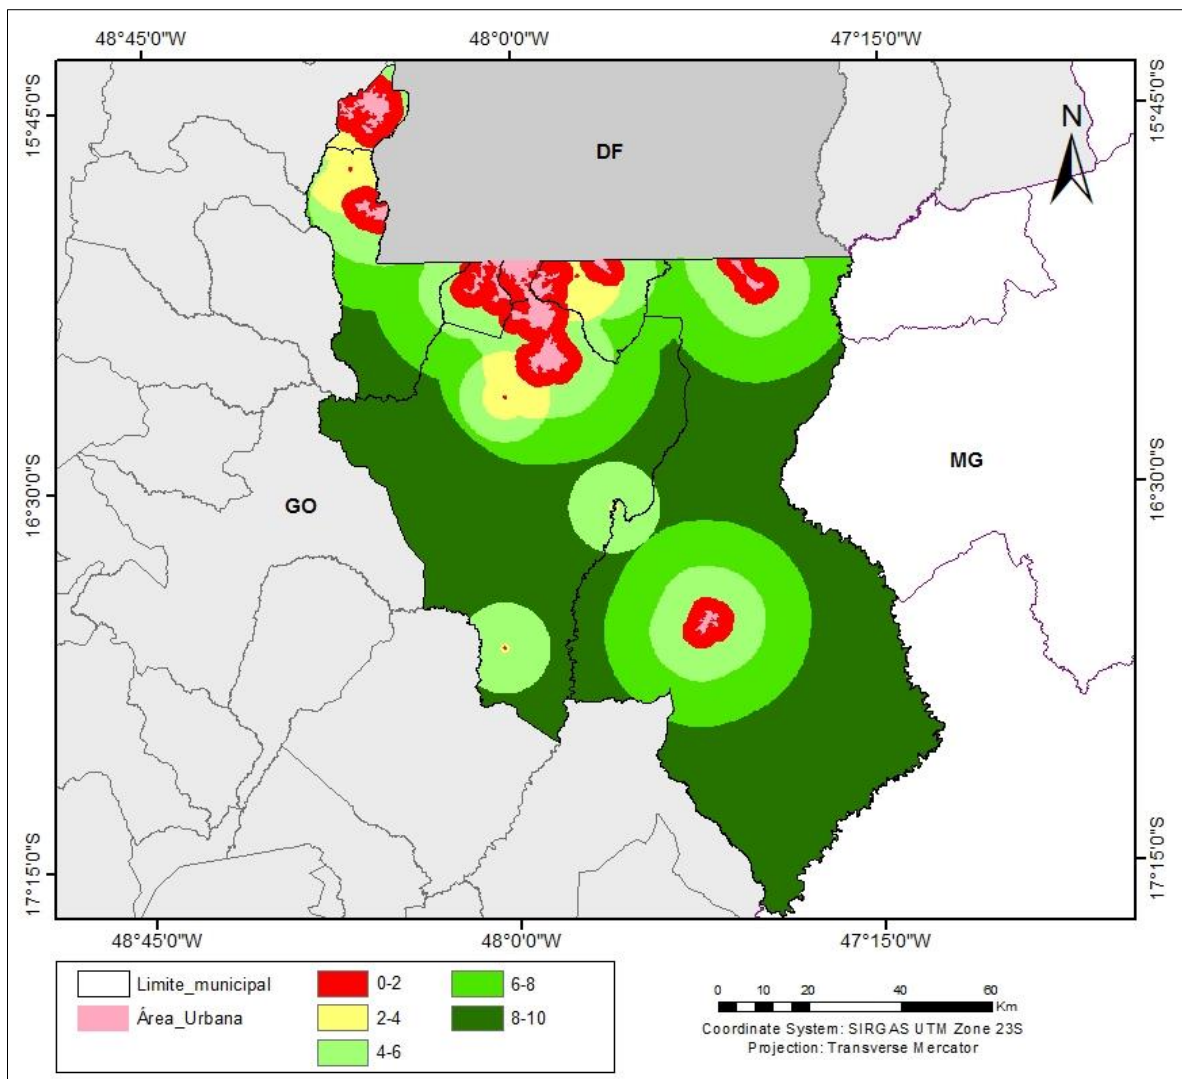 48°45'0"W 48°0'0"W 47°15'0"W
15°45'0"S
15°45'0"S
N
DF
MG
16°30'0"S
GO
16°30'0"S
17°15'0"S
17°15'0"S
48°45'0"W 48°0'0"W 47°15'0"W
Limite_municipal 0-2 6-8
Área_Urbana 2-4 8-10
4-6
0 10 20 40 60
Km
Coordinate System: SIRGAS UTM Zone 23S
Projection: Transverse Mercator